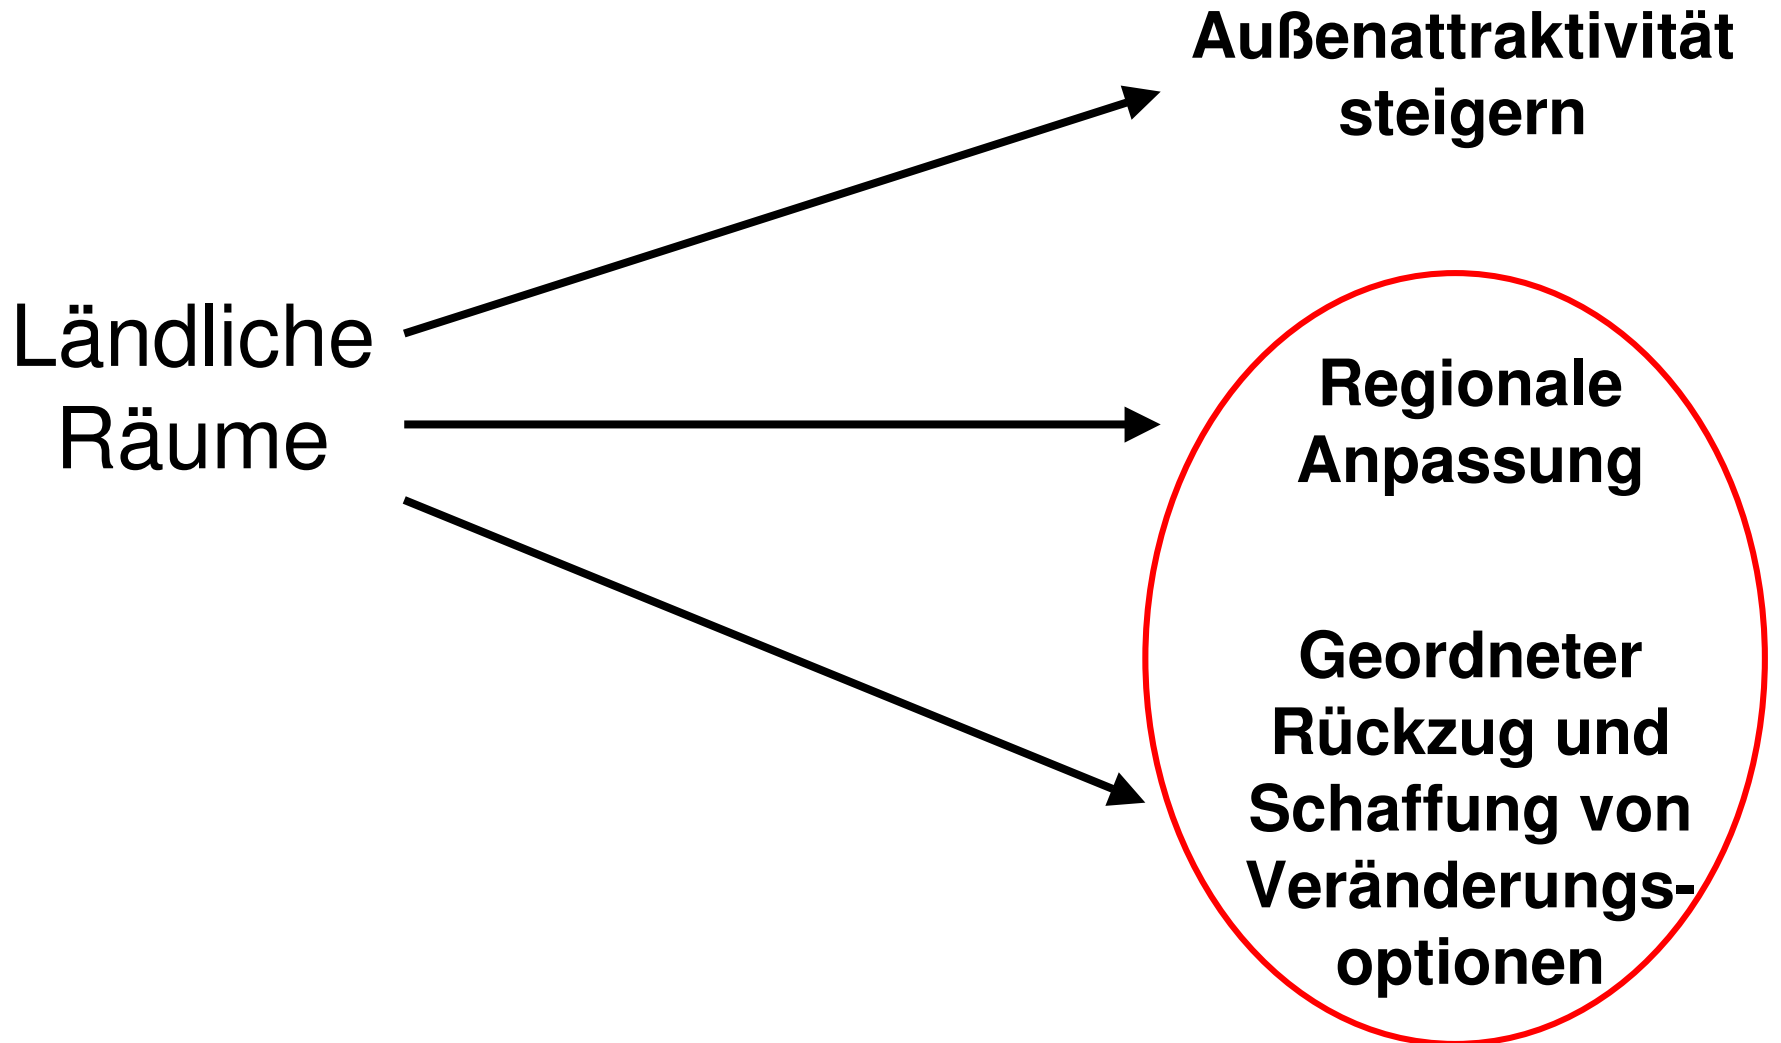 Ländliche
Räume
Außenattraktivität
steigern
Regionale
Anpassung
Geordneter
Rückzug und
Schaffung von
Veränderungs-
optionen